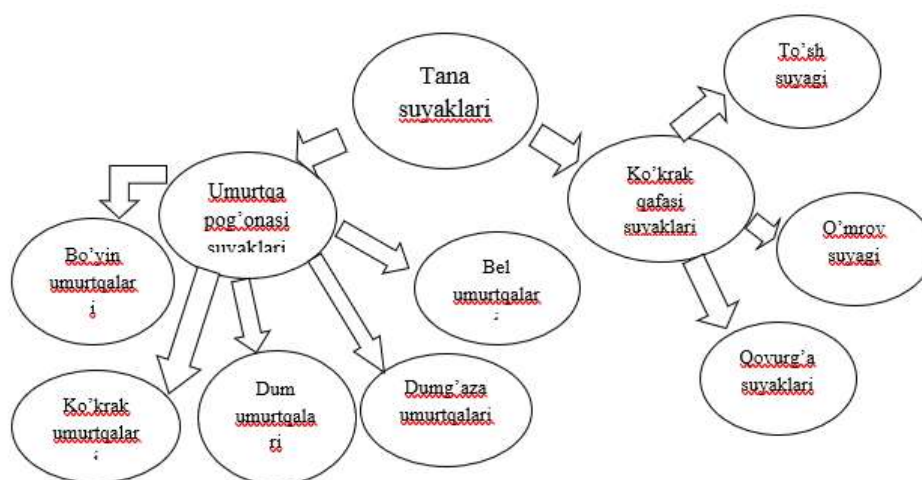 Tana
suyaklari
To'sh
suyagi
Umurtqa
pog'onasi
suyaklari
Ko'krak
qafasi
suyaklari
Bo'yin
umurtqalar
i
Bel
umurtqalar
i
O'mrov
suyagi
Ko'krak
umurtqalar
i
Dum
umurtqala
ri
Dumg'aza
umurtqalari
Qovurg'a
suyaklari